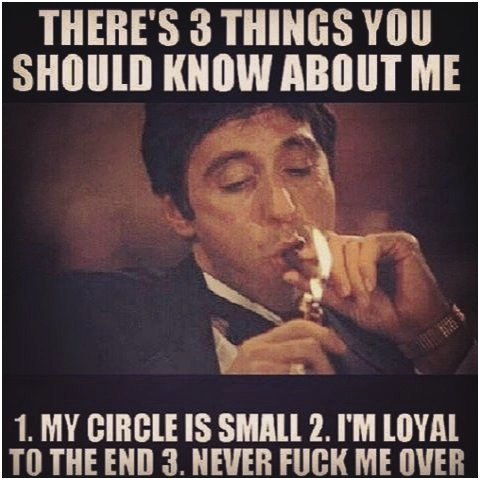 THERE'S 3 THINGS YOU
SHOULD KNOW ABOUT ME
1. MY CIRCLE IS SMALL 2. I'M LOYAL
TO THE END 3. NEVER FUCK ME OVER